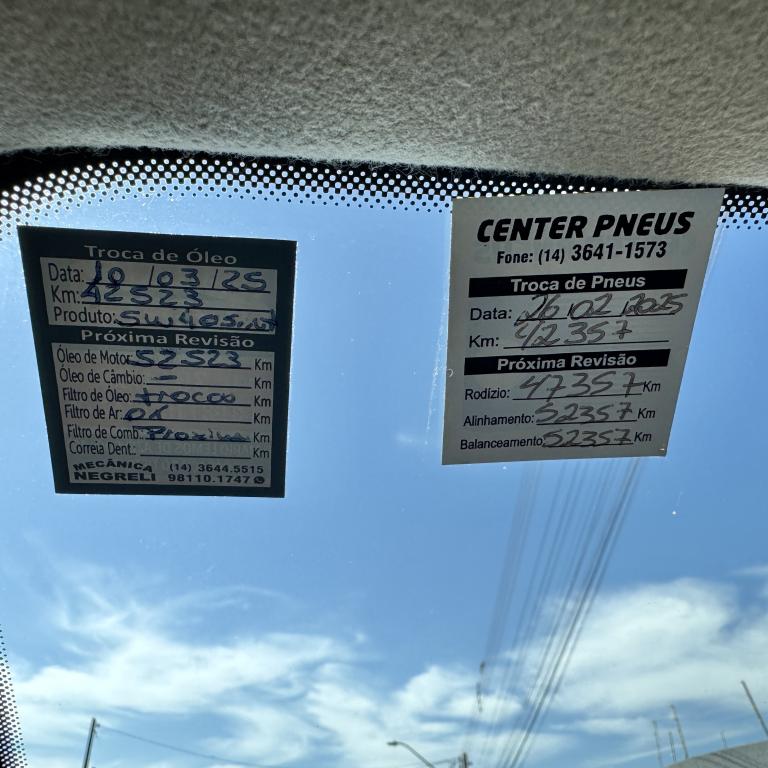 Troca de Óleo
Data: 10/03/25
Km: 42523
Produto: 5W40
Próxima Revisão
Óleo de Motor: 52523 Km
Óleo de Câmbio: — Km
Filtro de Óleo: trocou Km
Filtro de Ar: OK Km
Filtro de Comb.: Proxima Km
Correia Dent.: Km
MECÂNICA
NEGRELI
(14) 3644.5515
98110.1747
CENTER PNEUS
Fone: (14) 3641-1573
Troca de Pneus
Data: 26/02/2025
Km: 42357
Próxima Revisão
Rodízio: 47357 Km
Alinhamento: 52357 Km
Balanceamento 52357 Km